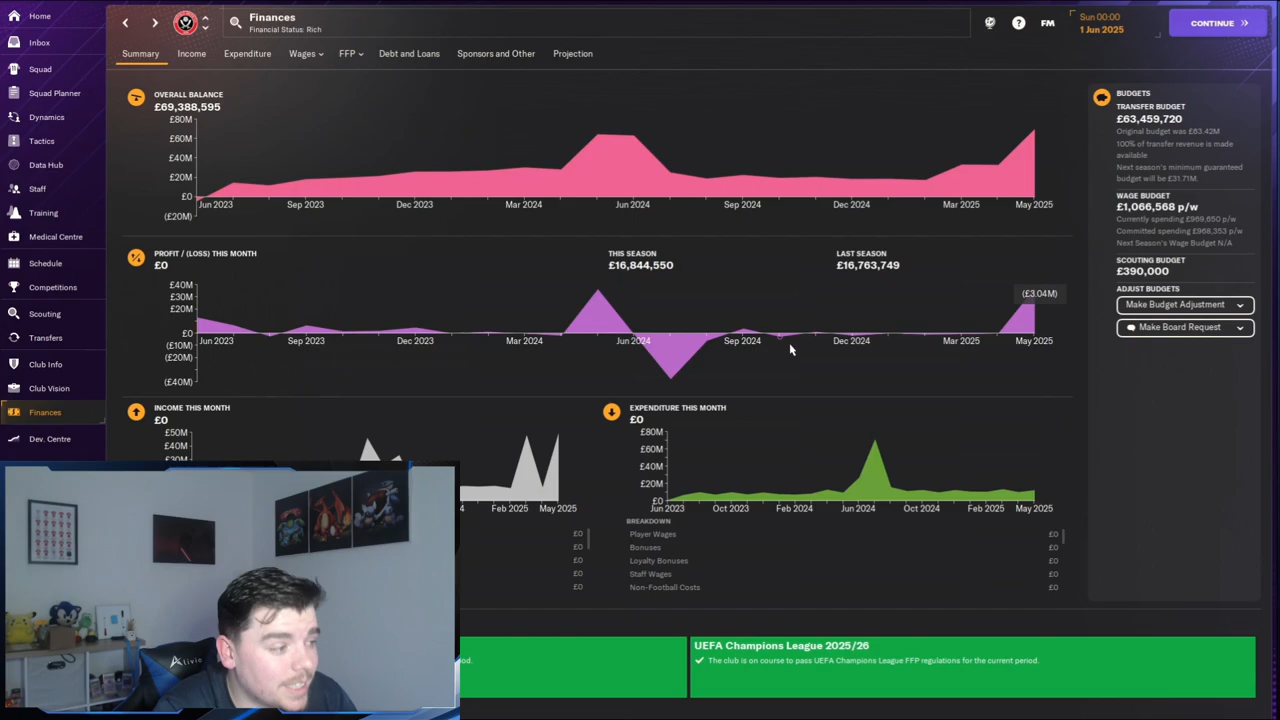 Home
Inbox
Squad
Squad Planner
Dynamics
Tactics
Data Hub
Staff
Training
Medical Centre
Schedule
Competitions
Scouting
Transfers
Club Info
Club Vision
Finances
Dev. Centre
Finances
Financial Status: Rich
FM
Sun 00:00
1 Jun 2025
CONTINUE
Summary
Income
Expenditure
Wages
FFP
Debt and Loans
Sponsors and Other
Projection
OVERALL BALANCE
£69,388,595
£80M
£60M
£40M
£20M
£0
(£20M)
Jun 2023
Sep 2023
Dec 2023
Mar 2024
Jun 2024
Sep 2024
Dec 2024
Mar 2025
May 2025
PROFIT / (LOSS) THIS MONTH
£0
THIS SEASON
£16,844,550
LAST SEASON
£16,763,749
£40M
£30M
£20M
£0
(£10M)
(£20M)
(£40M)
(£3.04M)
Jun 2023
Sep 2023
Dec 2023
Mar 2024
Jun 2024
Sep 2024
Dec 2024
Mar 2025
May 2025
INCOME THIS MONTH
£0
£50M
£40M
£30M
Feb 2025
May 2025
£0
£0
£0
£0
£0
EXPENDITURE THIS MONTH
£0
£80M
£60M
£40M
£20M
£0
Jun 2023
Oct 2023
Feb 2024
Jun 2024
Oct 2024
Feb 2025
May 2025
BREAKDOWN
Player Wages £0
Bonuses £0
Loyalty Bonuses £0
Staff Wages £0
Non-Football Costs £0
BUDGETS
TRANSFER BUDGET
£63,459,720
Original budget was £63.42M
100% of transfer revenue is made
available
Next season's minimum guaranteed
budget will be £31.71M.
WAGE BUDGET
£1,066,568 p/w
Currently spending £969,650 p/w
Committed spending £968,353 p/w
Next Season's Wage Budget N/A
SCOUTING BUDGET
£390,000
ADJUST BUDGETS
Make Budget Adjustment
Make Board Request
UEFA Champions League 2025/26
The club is on course to pass UEFA Champions League FFP regulations for the current period.